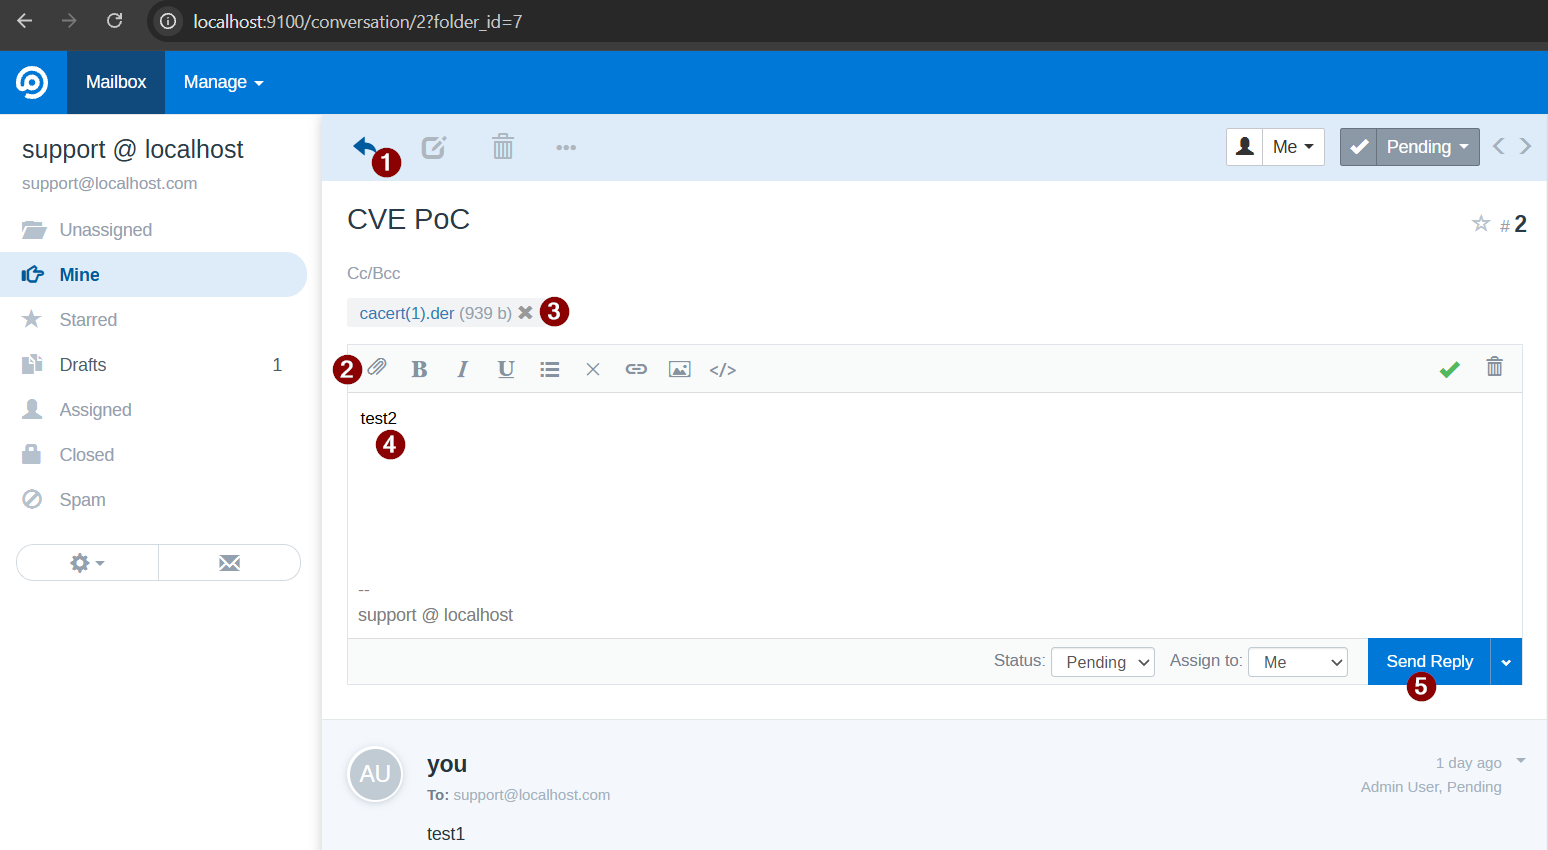 localhost:9100/conversation/2?folder_id=7
Mailbox
Manage
support @ localhost
support@localhost.com
Unassigned
Mine
Starred
Drafts 1
Assigned
Closed
Spam
1
Me
Pending
CVE PoC
# 2
Cc/Bcc
cacert(1).der (939 b) 3
2 B I U </>
test2
4
--
support @ localhost
Status: Pending Assign to: Me Send Reply
5
AU
you
To: support@localhost.com
test1
1 day ago
Admin User, Pending